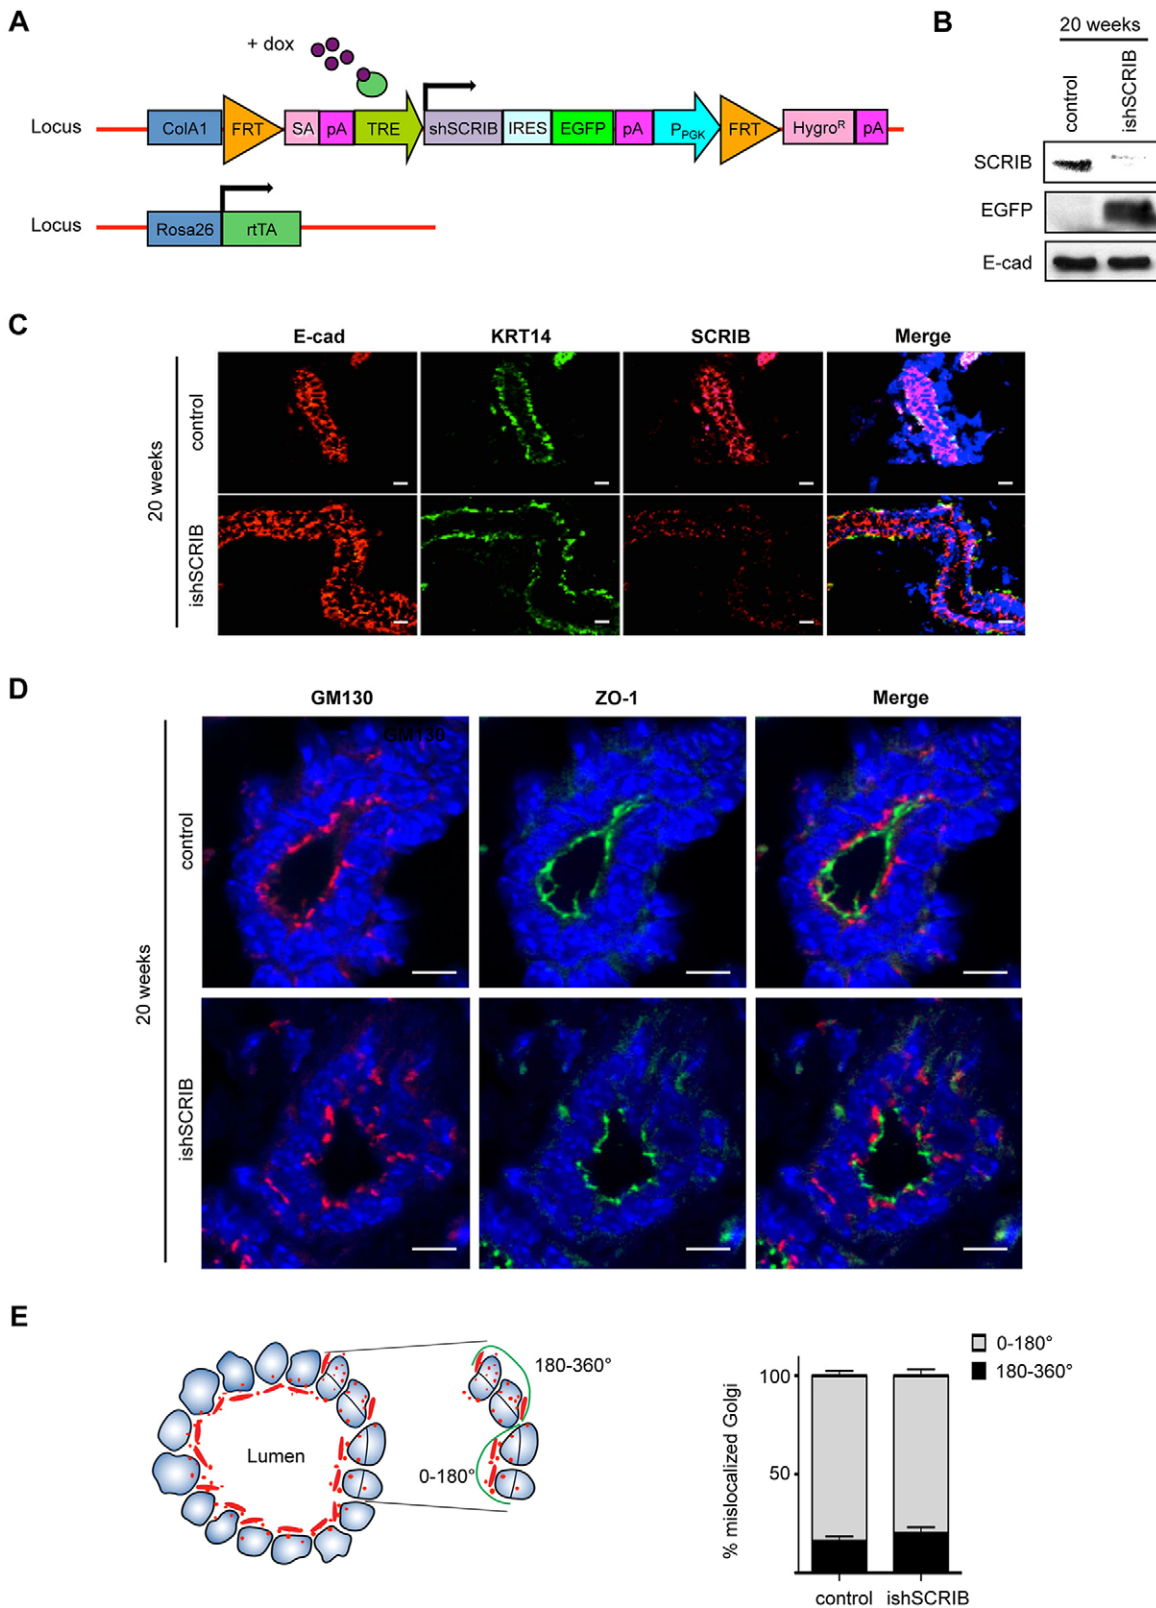 A
+ dox
Locus
ColA1 FRT SA pA TRE shSCRIB IRES EGFP pA PPGK FRT HygroR pA
Locus
Rosa26 rtTA
B
20 weeks
control
ishSCRIB
SCRIB
EGFP
E-cad
C
E-cad KRT14 SCRIB Merge
20 weeks
control
ishSCRIB
D
GM130 ZO-1 Merge
GM130
20 weeks
control
ishSCRIB
E
Lumen
180-360°
0-180°
0-180°
180-360°
% mislocalized Golgi
100
50
control ishSCRIB